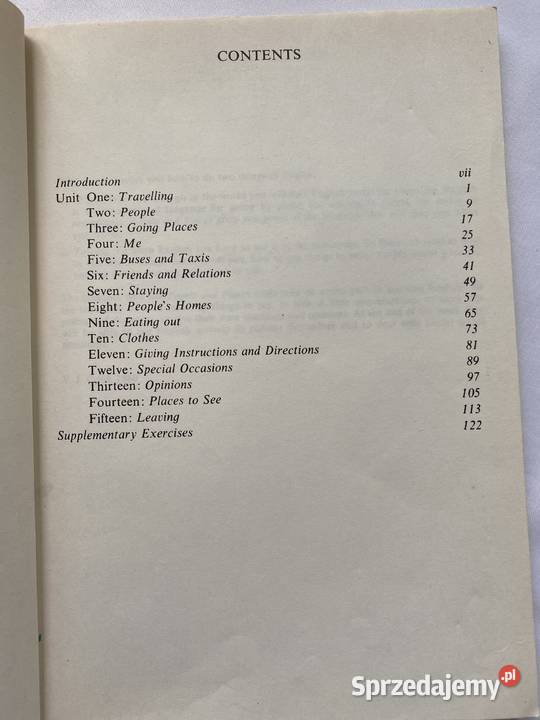 CONTENTS
Introduction vii
Unit One: Travelling 1
Two: People 9
Three: Going Places 17
Four: Me 25
Five: Buses and Taxis 33
Six: Friends and Relations 41
Seven: Staying 49
Eight: People's Homes 57
Nine: Eating out 65
Ten: Clothes 73
Eleven: Giving Instructions and Directions 81
Twelve: Special Occasions 89
Thirteen: Opinions 97
Fourteen: Places to See 105
Fifteen: Leaving 113
Supplementary Exercises 122
Sprzedajemy.pl